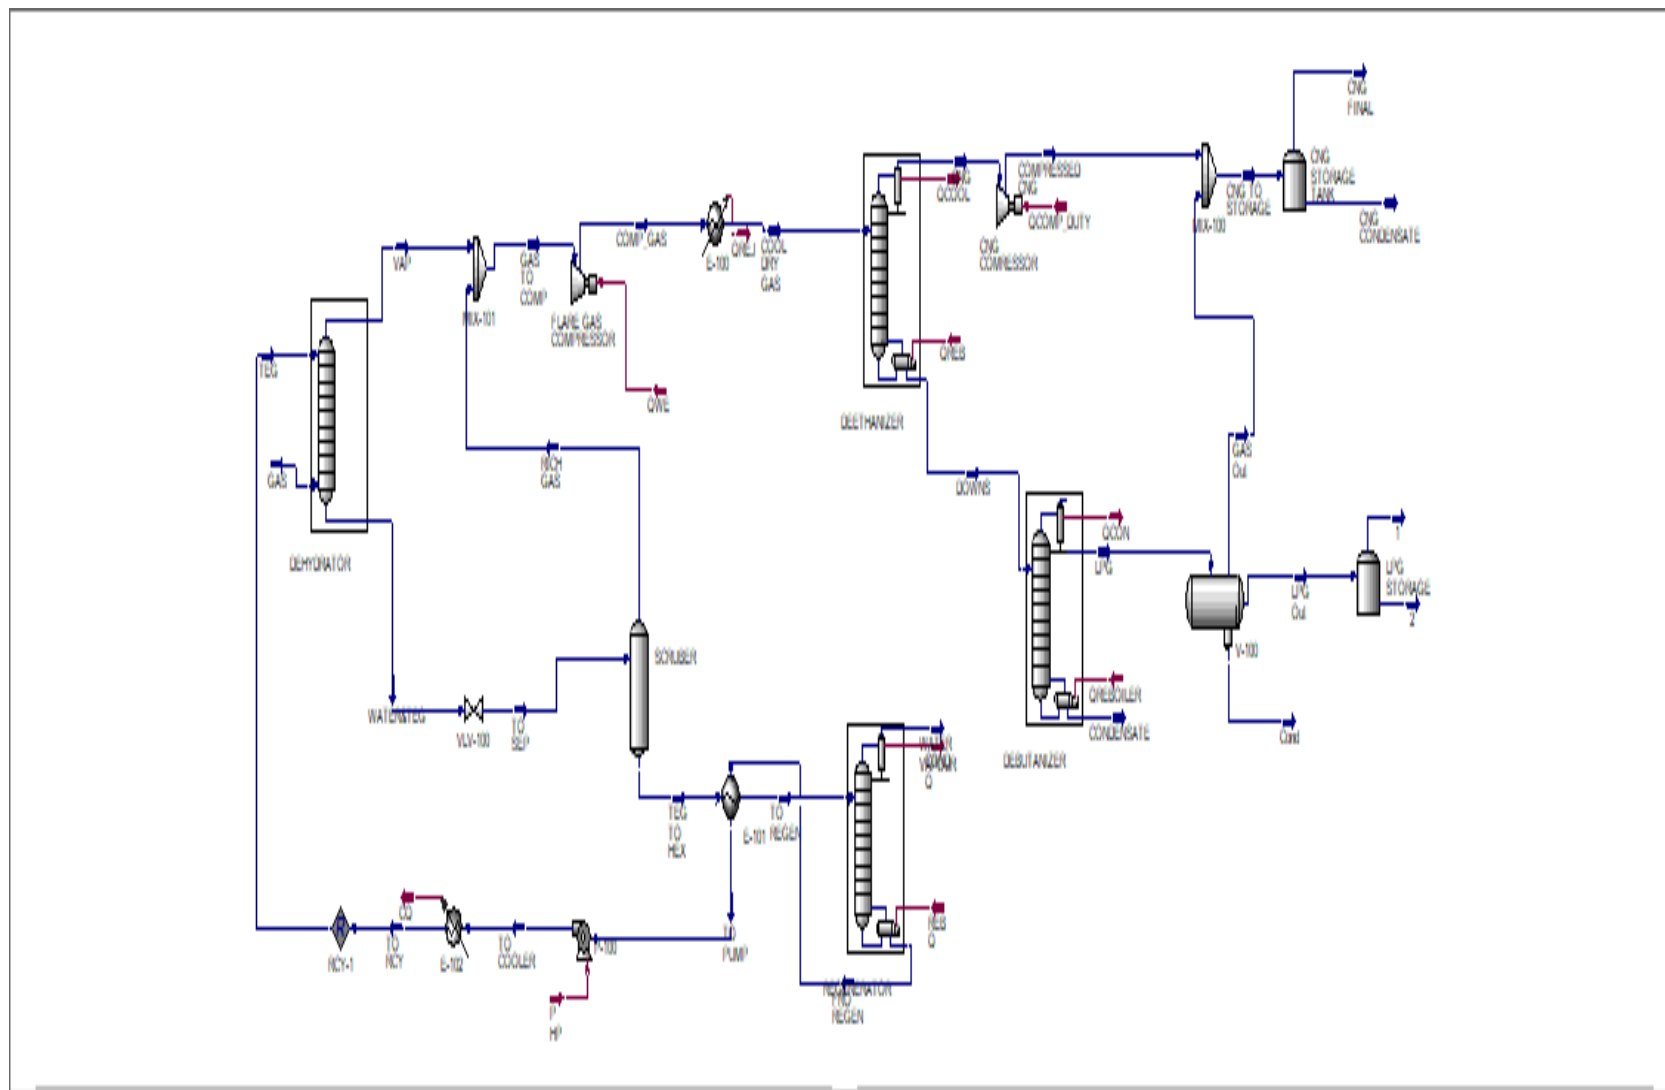 CNG
FINAL
CNG
STORAGE
TANK
CNG
CONDENSATE
CNG TO
STORAGE
MIX-100
COMPRESSED
CNG
QCOMP_DUTY
CNG
COMRESSOR
CNG
QCOOL
QREB
DEETHANIZER
COOL
DRY
GAS
QREJ
E-100
COMP_GAS
GAS
TO
COMP
FLARE GAS
COMPRESSOR
QWE
MIX-101
VAP
TEG
GAS
DEHYDRATOR
RICH
GAS
DOWNS
GAS
Out
QCON
LPG
LPG
Out
LPG
STORAGE
1
2
V-100
Cond
QREBOILER
CONDENSATE
DEBUTANIZER
SCRUBER
WATER&TEG
VLV-100
TO
SEP
TEG
TO
HEX
E-101
TO
REGEN
VAPOUR
Q
REB
Q
REGENERATOR
REGEN
TO
PUMP
P-100
P
HP
TO
COOLER
E-102
CQ
TO
RCY
R
RCY-1